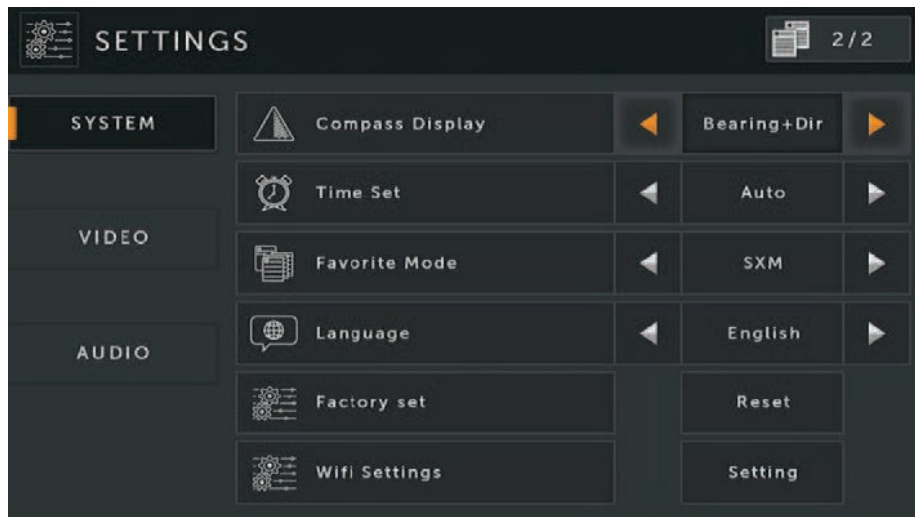 SETTINGS
2/2
SYSTEM
VIDEO
AUDIO
Compass Display
Bearing+Dir
Time Set
Auto
Favorite Mode
SXM
Language
English
Factory set
Reset
Wifi Settings
Setting